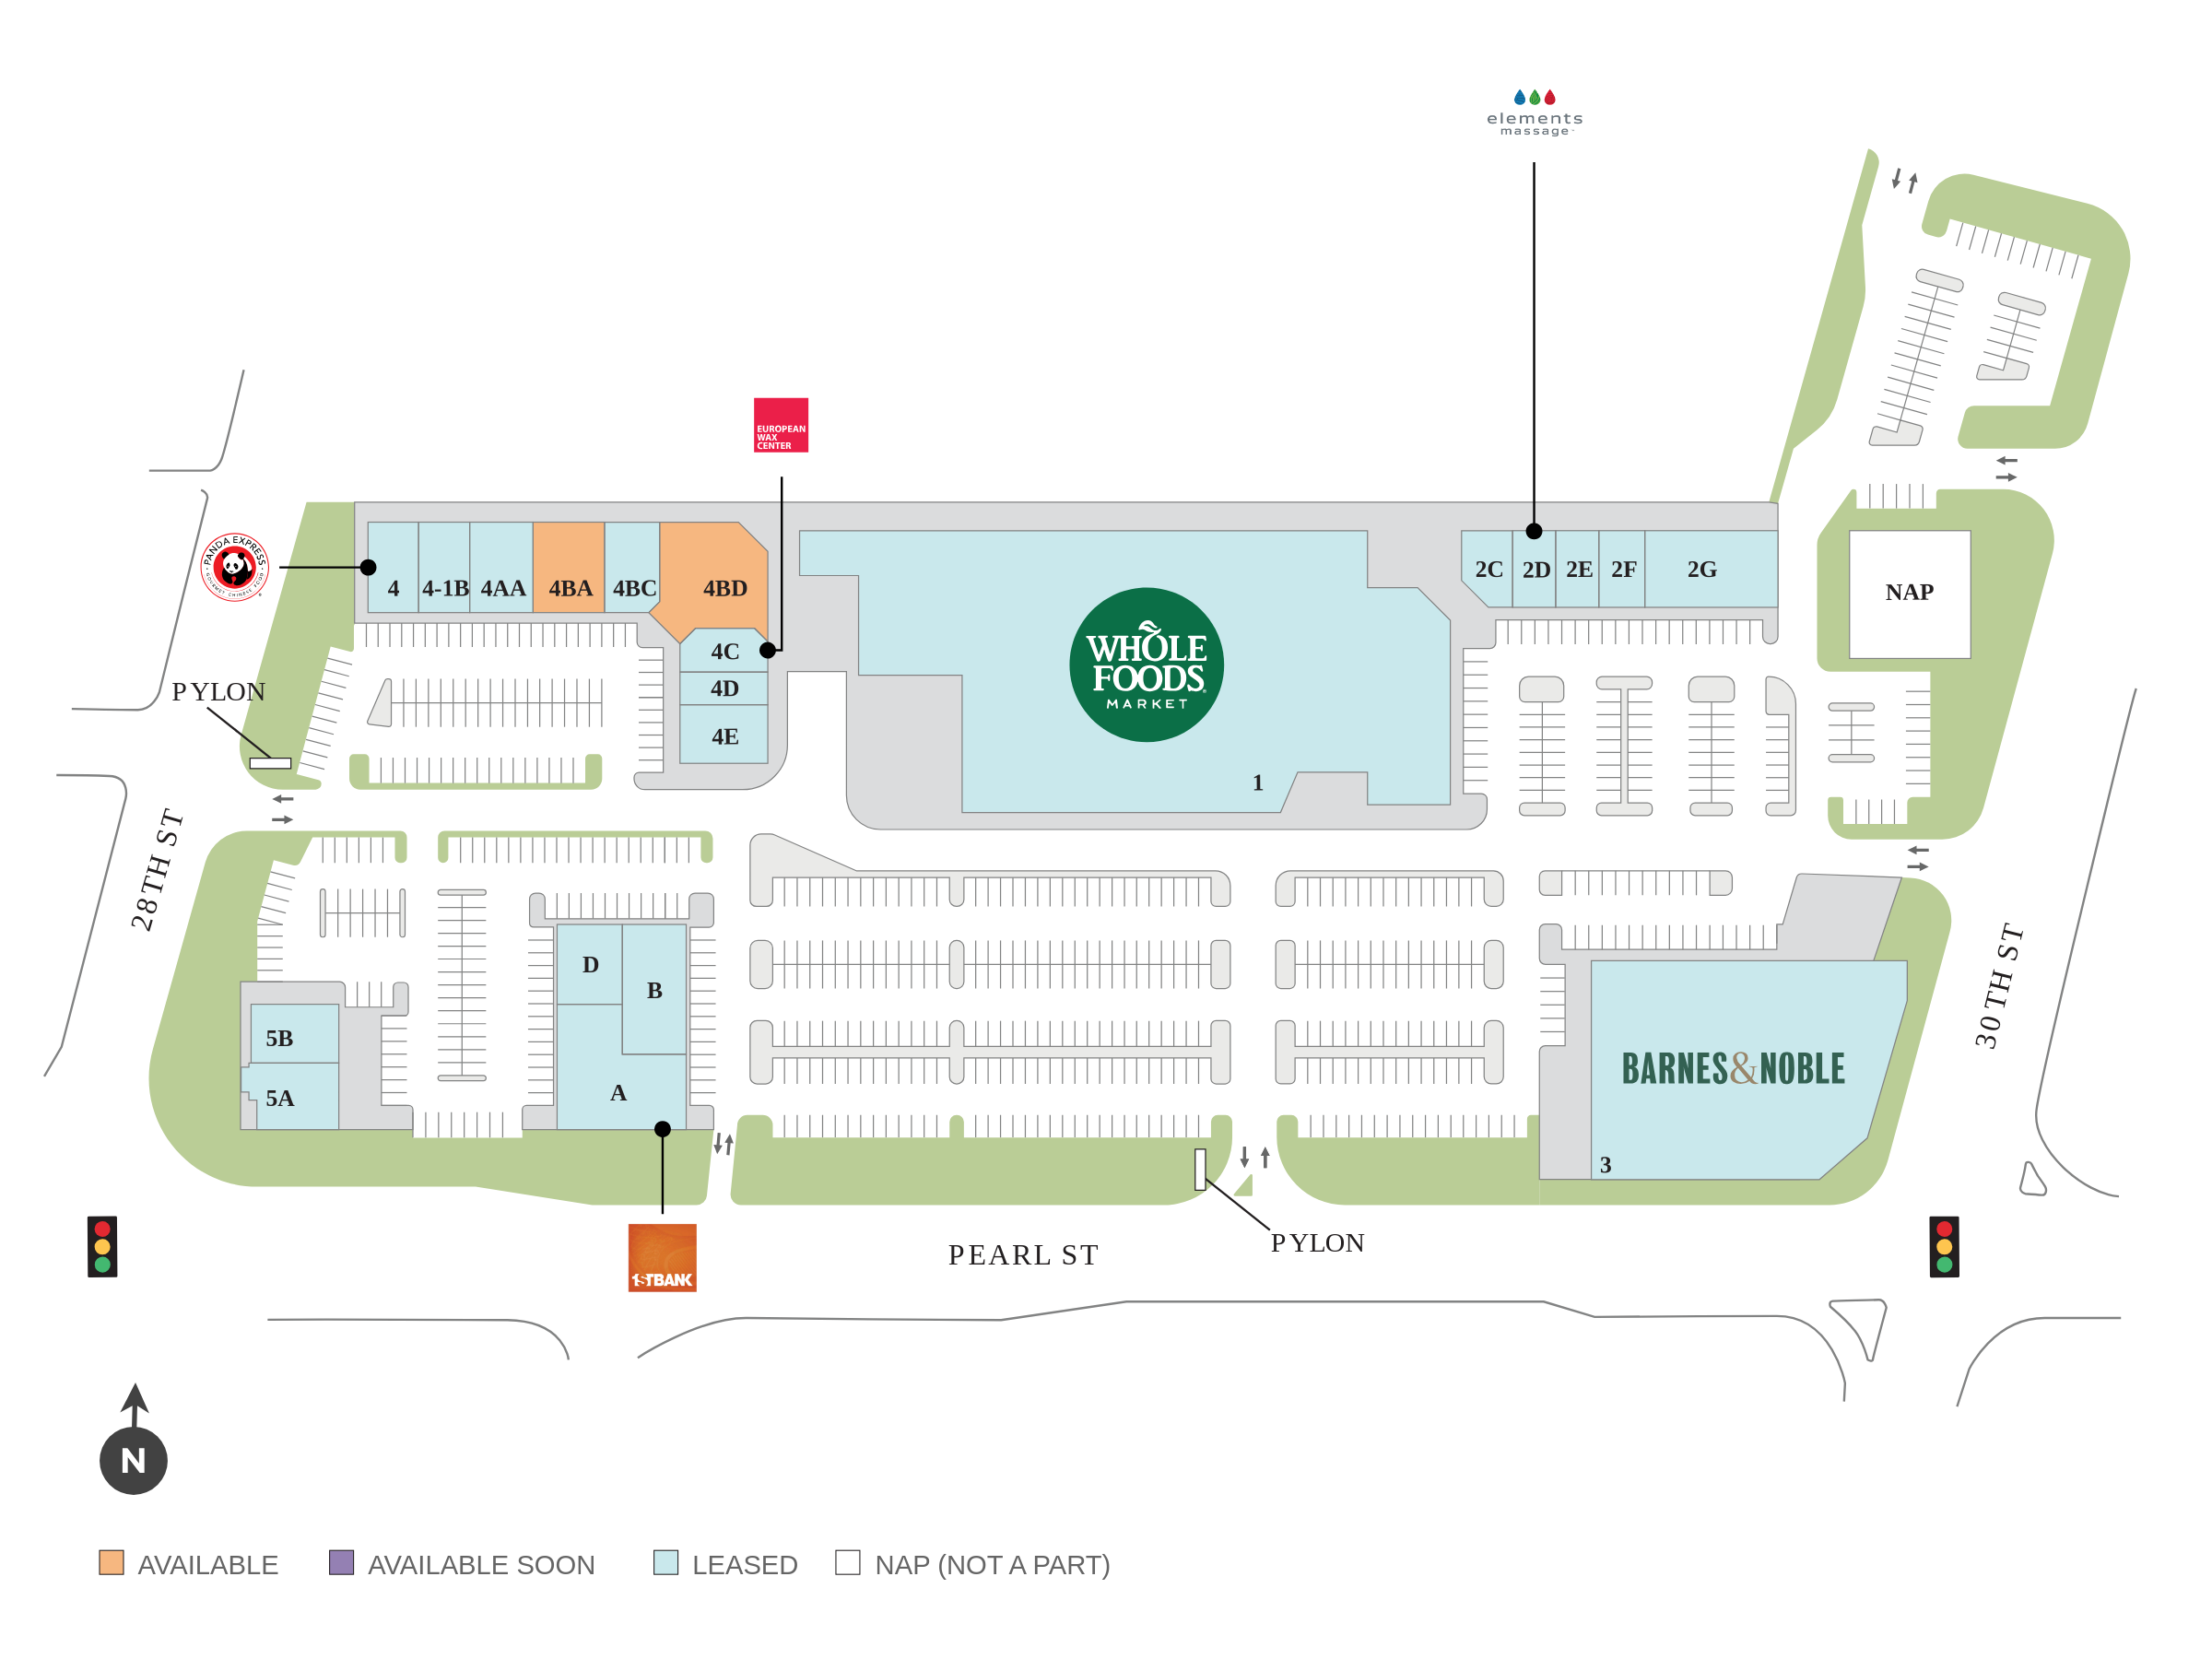 elements
massage
EUROPEAN
WAX
CENTER
PANDA EXPRESS
GOURMET CHINESE FOOD
4
4-1B
4AA
4BA
4BC
4BD
4C
4D
4E
WHOLE
FOODS
MARKET
1
2C
2D
2E
2F
2G
NAP
PYLON
28TH ST
D
B
A
5B
5A
BARNES&NOBLE
3
30TH ST
1STBANK
PEARL ST
PYLON
N
AVAILABLE
AVAILABLE SOON
LEASED
NAP (NOT A PART)